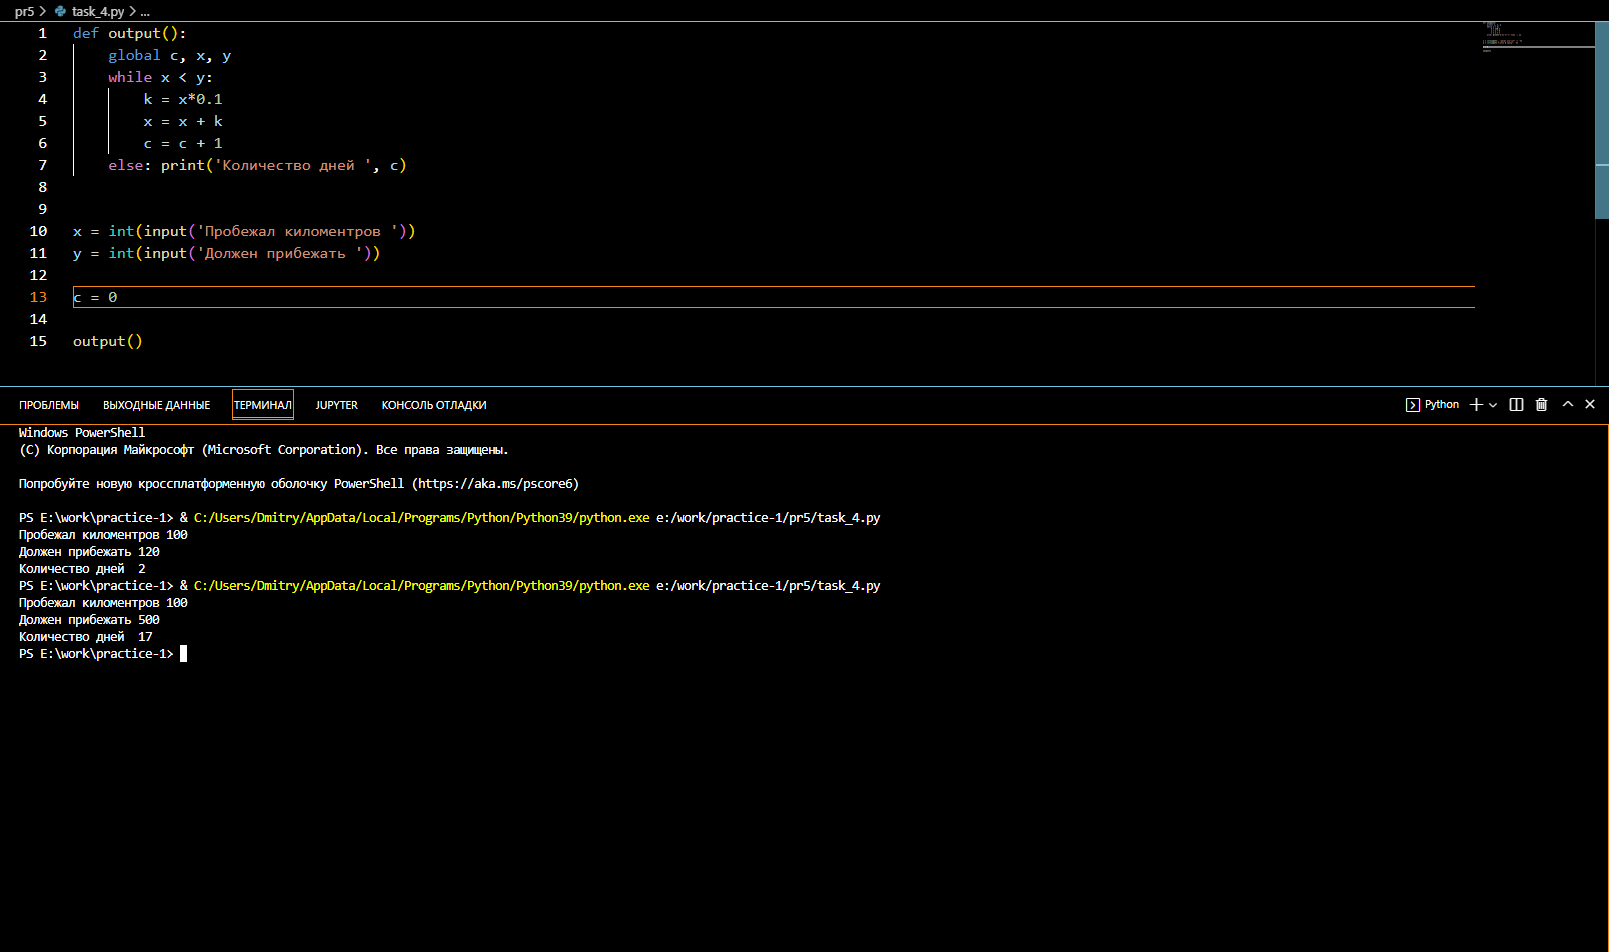 pr5 > task_4.py > ...
1 def output():
2     global c, x, y
3     while x < y:
4         k = x*0.1
5         x = x + k
6         c = c + 1
7     else: print('Количество дней ', c)
8
9
10 x = int(input('Пробежал киломентров '))
11 y = int(input('Должен прибежать '))
12
13 c = 0
14
15 output()
ПРОБЛЕМЫ ВЫХОДНЫЕ ДАННЫЕ ТЕРМИНАЛ JUPYTER КОНСОЛЬ ОТЛАДКИ Python
Windows PowerShell
(C) Корпорация Майкрософт (Microsoft Corporation). Все права защищены.
Попробуйте новую кроссплатформенную оболочку PowerShell (https://aka.ms/pscore6)
PS E:\work\practice-1> & C:/Users/Dmitry/AppData/Local/Programs/Python/Python39/python.exe e:/work/practice-1/pr5/task_4.py
Пробежал киломентров 100
Должен прибежать 120
Количество дней  2
PS E:\work\practice-1> & C:/Users/Dmitry/AppData/Local/Programs/Python/Python39/python.exe e:/work/practice-1/pr5/task_4.py
Пробежал киломентров 100
Должен прибежать 500
Количество дней  17
PS E:\work\practice-1>